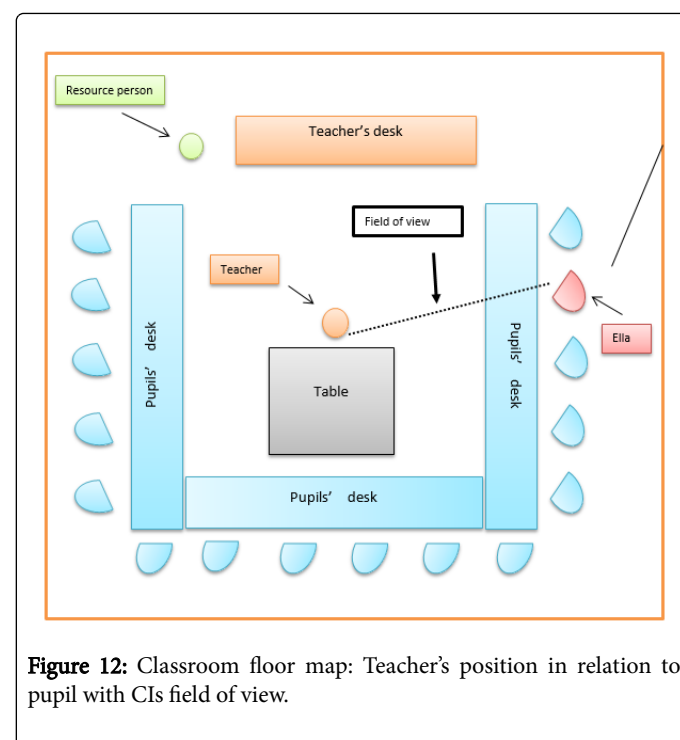 Resource person
Teacher's desk
Field of view
Teacher
Pupils' desk
Pupils' desk
Ella
Table
Pupils' desk
Figure 12: Classroom floor map: Teacher's position in relation to
pupil with CIs field of view.